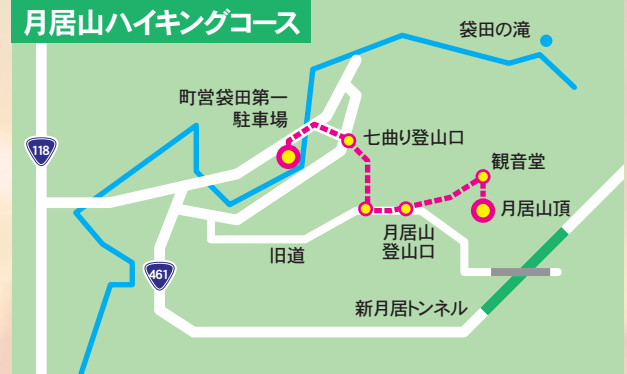 月居山ハイキングコース
袋田の滝
町営袋田第一
駐車場
七曲り登山口
118
観音堂
月居山頂
月居山
登山口
旧道
461
新月居トンネル